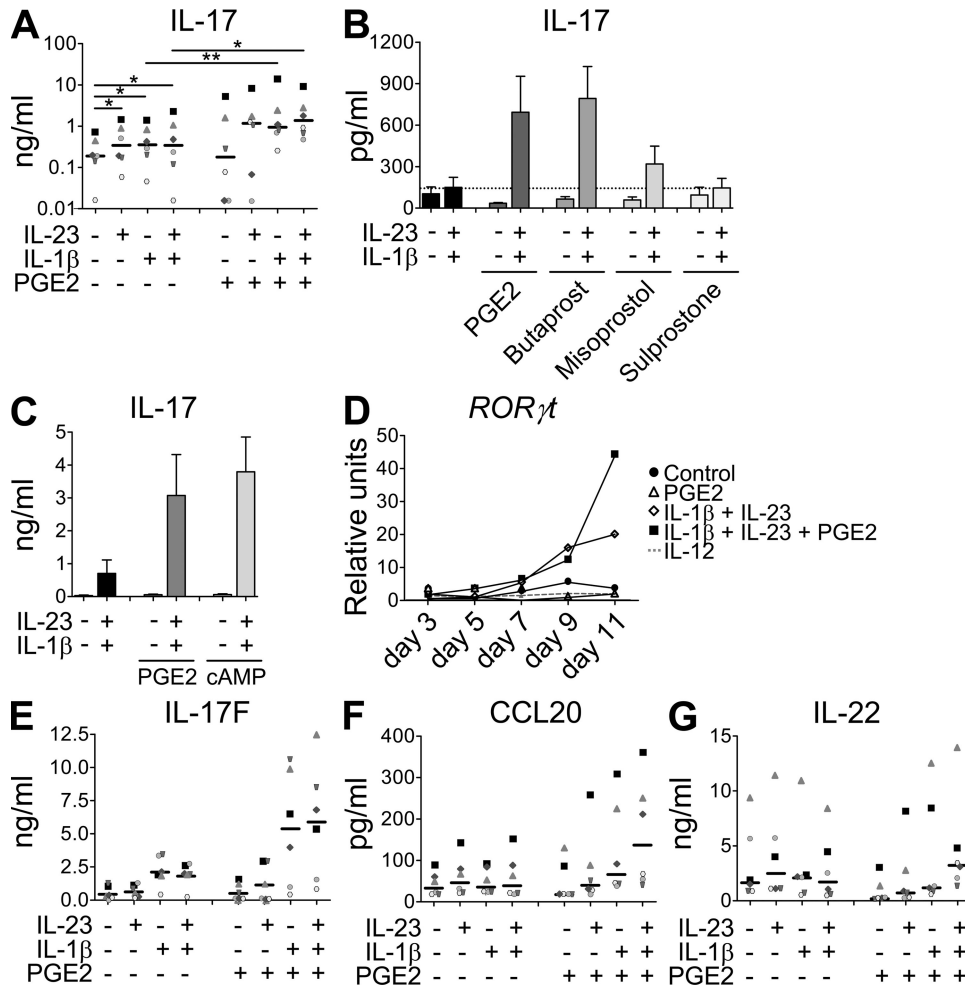 A IL-17
ng/ml
100
10
1
0.1
0.01
* * * ** *
IL-23 - + - + - + - +
IL-1β - - + + - - + +
PGE2 - - - - + + + +
B IL-17
pg/ml
1200
900
600
300
0
IL-23 - + - + - + - + - +
IL-1β - + - + - + - + - +
PGE2 Butaprost Misoprostol Sulprostone
C IL-17
ng/ml
5
4
3
2
1
0
IL-23 - + - + - +
IL-1β - + - + - +
PGE2 cAMP
D RORγt
Relative units
50
40
30
20
10
0
day 3 day 5 day 7 day 9 day 11
Control
PGE2
IL-1β + IL-23
IL-1β + IL-23 + PGE2
IL-12
E IL-17F
ng/ml
12.5
10.0
7.5
5.0
2.5
0
IL-23 - + - + - + - +
IL-1β - - + + - - + +
PGE2 - - - - + + + +
F CCL20
pg/ml
400
300
200
100
0
IL-23 - + - + - + - +
IL-1β - - + + - - + +
PGE2 - - - - + + + +
G IL-22
ng/ml
15
10
5
0
IL-23 - + - + - + - +
IL-1β - - + + - - + +
PGE2 - - - - + + + +